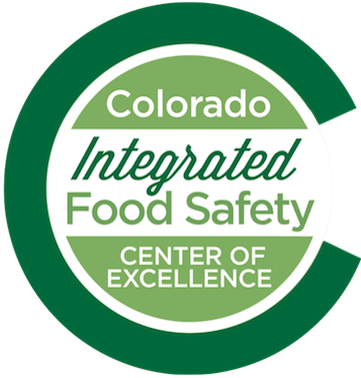 Colorado
Integrated
Food Safety
CENTER OF
EXCELLENCE